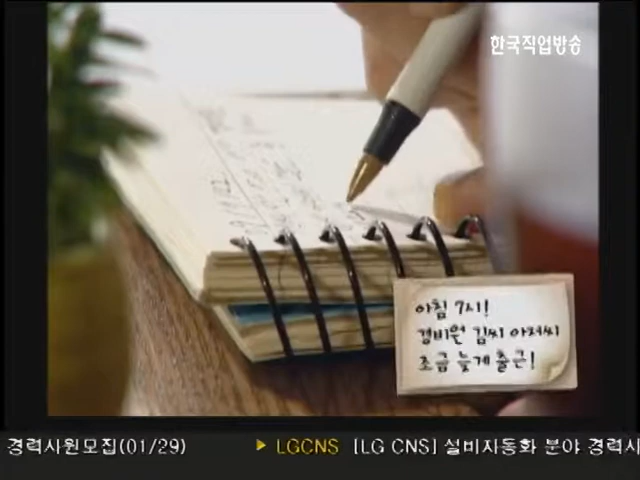 한국직업방송
아침 7시!
경비원 김씨 아저씨
조금 늦게 출근!
경력사원모집(01/29) ▶ LGCNS [LG CNS] 설비자동화 분야 경력사